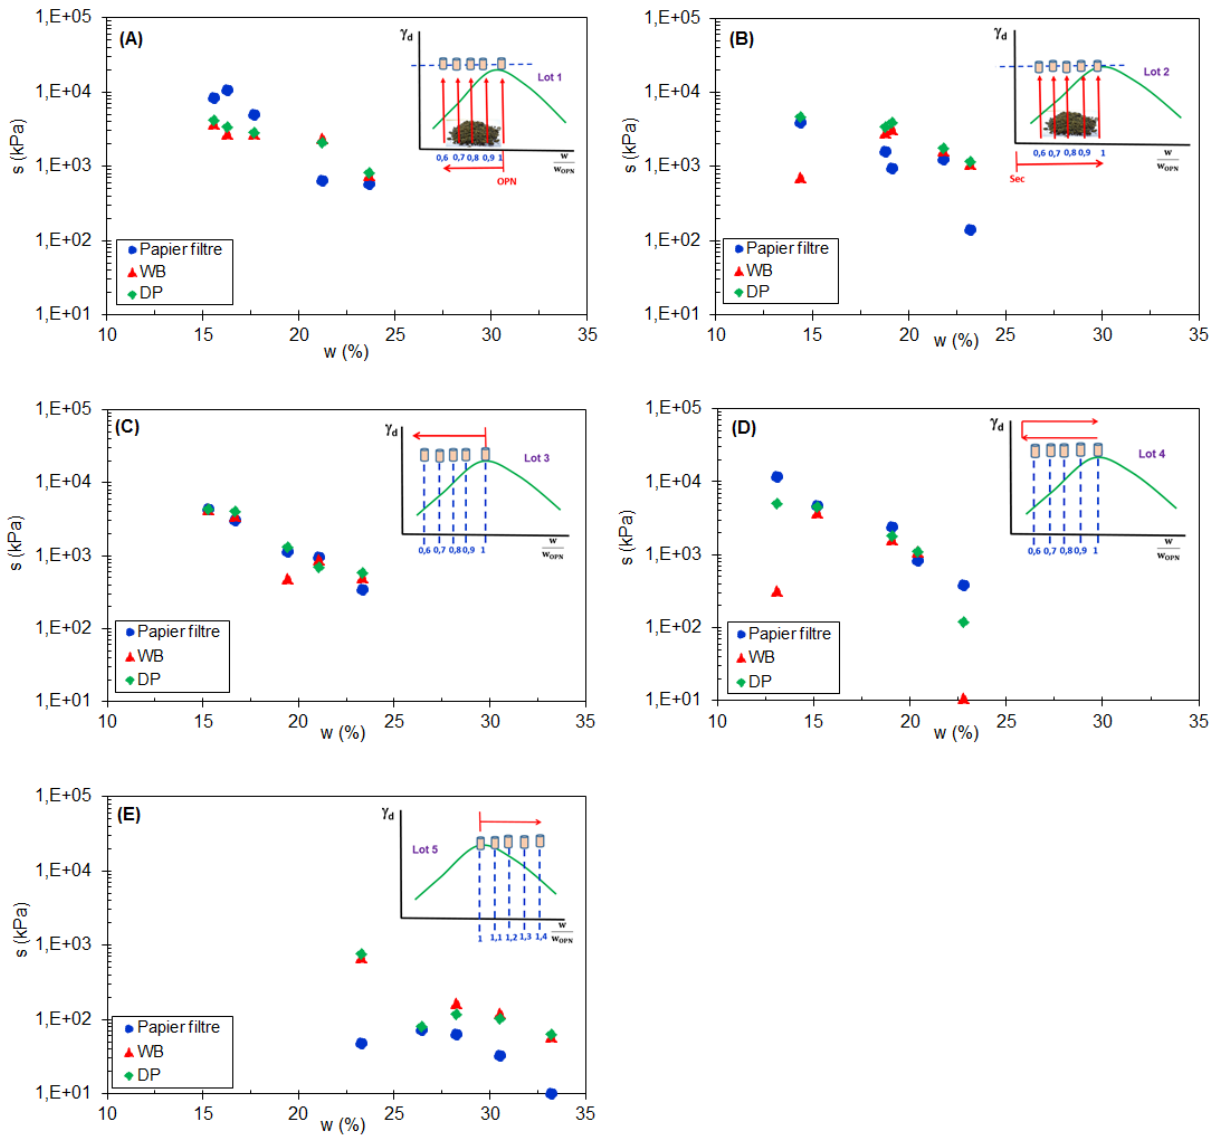 (A)
1,E+05
1,E+04
1,E+03
1,E+02
1,E+01
s (kPa)
10 15 20 25 30 35
w (%)
Papier filtre
WB
DP
γd
Lot 1
0,6 0,7 0,8 0,9 1
w
wOPN
OPN
(B)
1,E+05
1,E+04
1,E+03
1,E+02
1,E+01
s (kPa)
10 15 20 25 30 35
w (%)
Papier filtre
WB
DP
γd
Lot 2
0,6 0,7 0,8 0,9 1
w
wOPN
Sec
(C)
1,E+05
1,E+04
1,E+03
1,E+02
1,E+01
s (kPa)
10 15 20 25 30 35
w (%)
Papier filtre
WB
DP
γd
Lot 3
0,6 0,7 0,8 0,9 1
w
wOPN
(D)
1,E+05
1,E+04
1,E+03
1,E+02
1,E+01
s (kPa)
10 15 20 25 30 35
w (%)
Papier filtre
WB
DP
γd
Lot 4
0,6 0,7 0,8 0,9 1
w
wOPN
(E)
1,E+05
1,E+04
1,E+03
1,E+02
1,E+01
s (kPa)
10 15 20 25 30 35
w (%)
Papier filtre
WB
DP
γd
Lot 5
1 1,1 1,2 1,3 1,4
w
wOPN